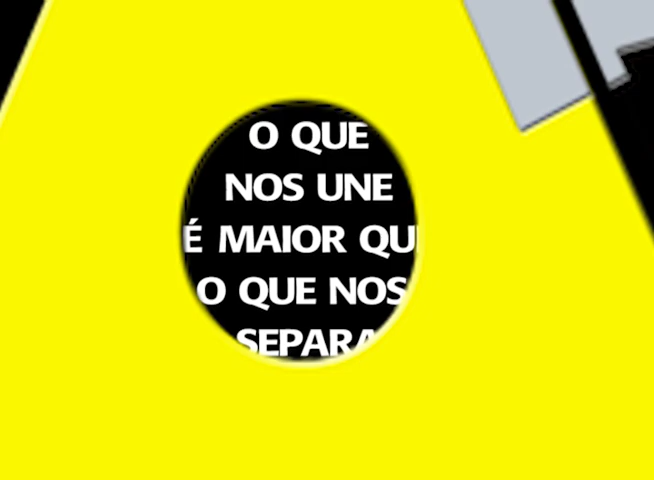 O QUE
NOS UNE
É MAIOR QU
O QUE NOS
SEPARA